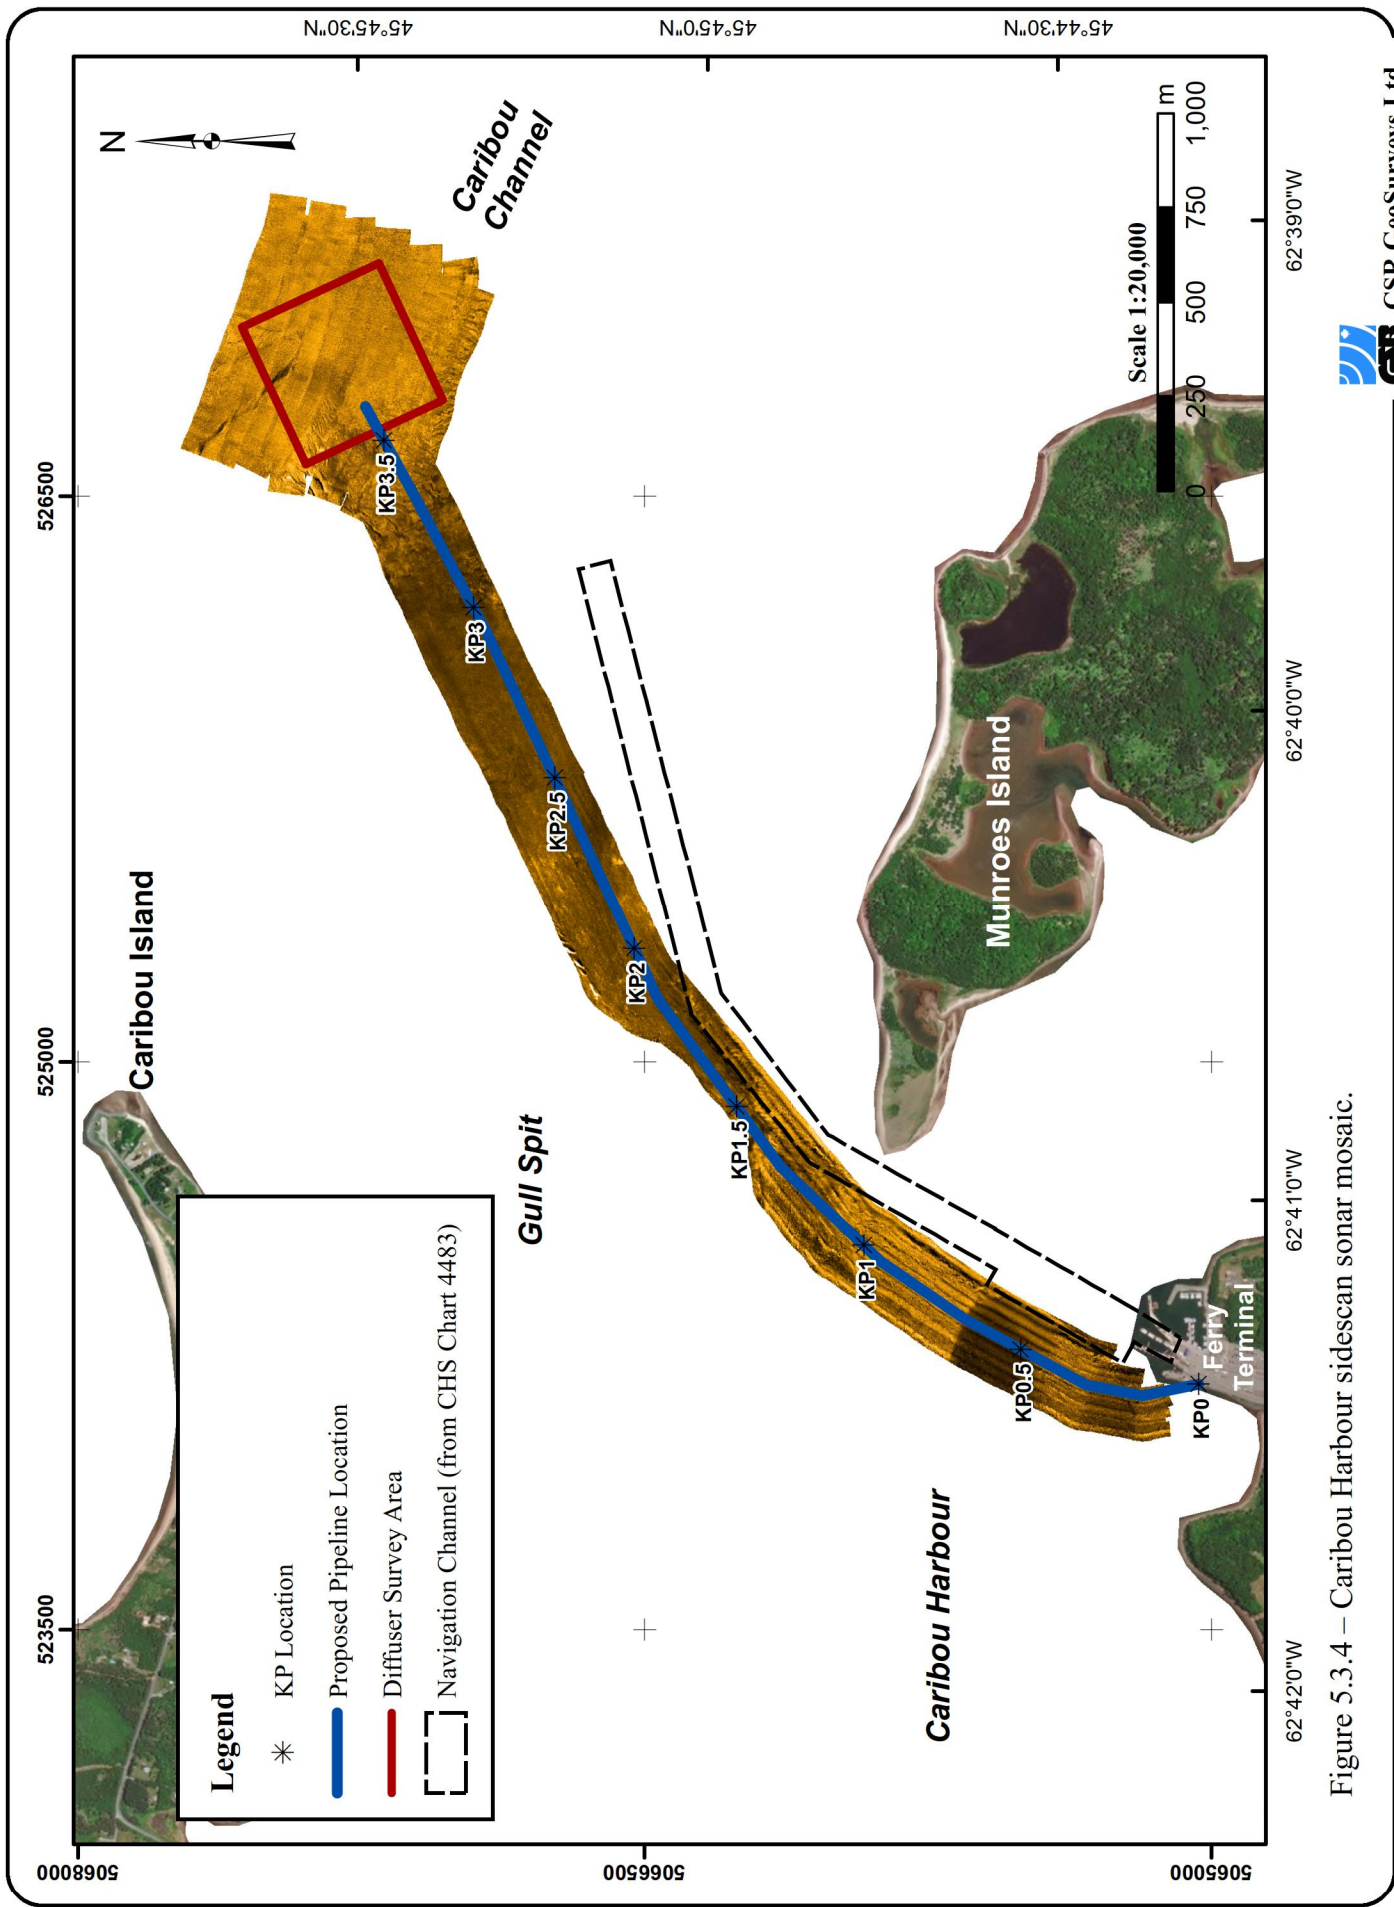 523500
525000
526500
5068000
5066500
5065000
45°45'30"N
45°45'0"N
45°44'30"N
62°42'0"W
62°41'0"W
62°40'0"W
62°39'0"W
N
Caribou Island
Caribou
Channel
Gull Spit
Caribou Harbour
Munroes Island
Ferry
Terminal
KP0
KP0.5
KP1
KP1.5
KP2
KP2.5
KP3
KP3.5
Legend
KP Location
Proposed Pipeline Location
Diffuser Survey Area
Navigation Channel (from CHS Chart 4483)
Scale 1:20,000
m
0 250 500 750 1,000
Figure 5.3.4 – Caribou Harbour sidescan sonar mosaic.
CSR GeoSurveys Ltd